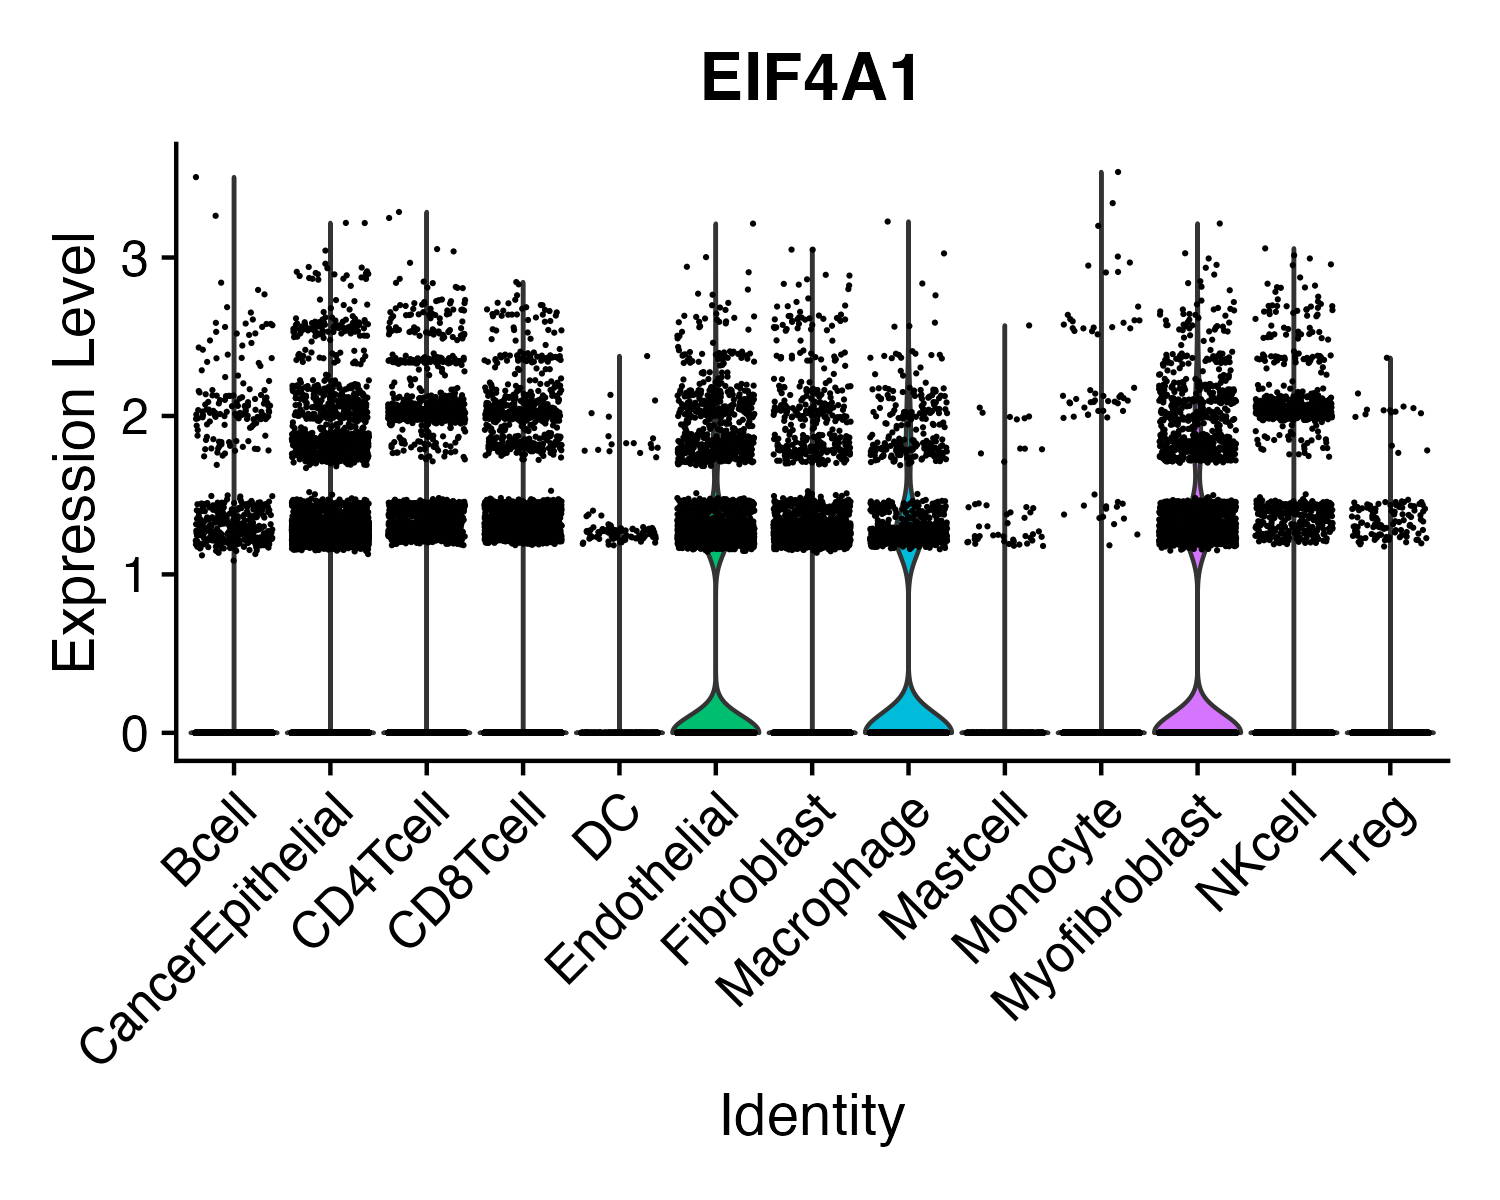 EIF4A1
Expression Level
3
2
1
0
Bcell
CancerEpithelial
CD4Tcell
CD8Tcell
DC
Endothelial
Fibroblast
Macrophage
Mastcell
Monocyte
Myofibroblast
NKcell
Treg
Identity